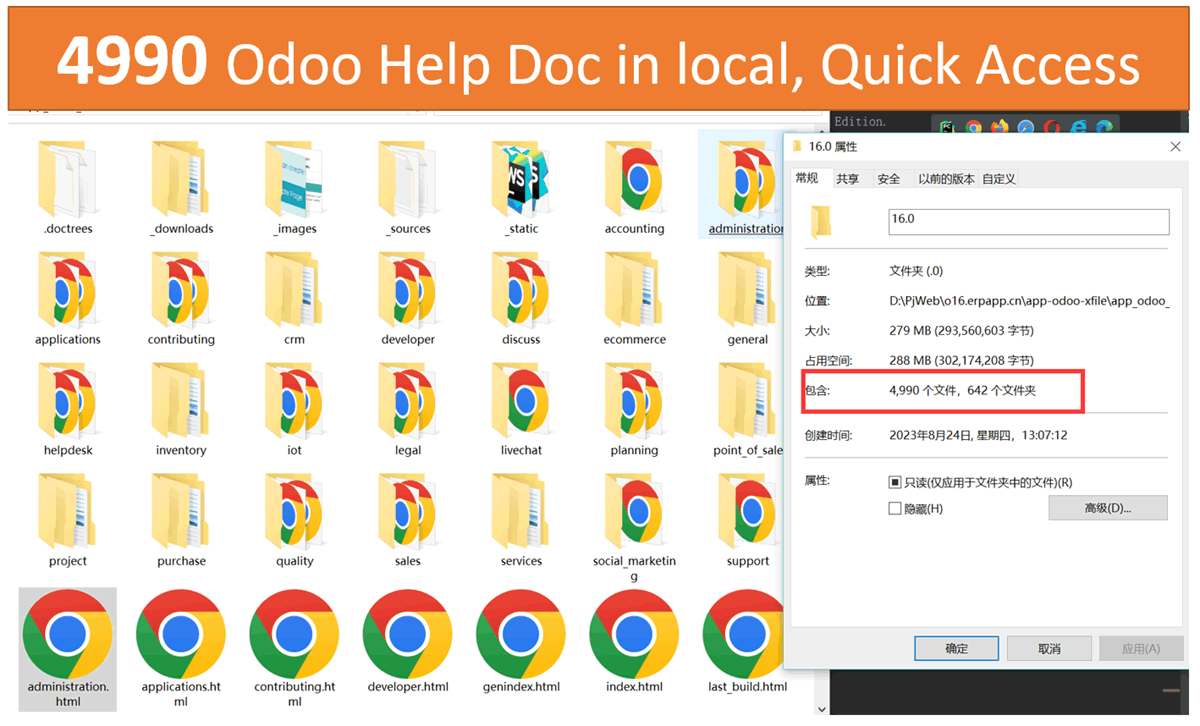 4990 Odoo Help Doc in local, Quick Access
Edition.
.doctrees
_downloads
_images
_sources
_static
accounting
administration
applications
contributing
crm
developer
discuss
ecommerce
general
helpdesk
inventory
iot
legal
livechat
planning
point_of_sale
project
purchase
quality
sales
services
social_marketin
g
support
administration.
html
applications.ht
ml
contributing.ht
ml
developer.html
genindex.html
index.html
last_build.html
16.0 属性
常规 共享 安全 以前的版本 自定义
16.0
类型: 文件夹 (.0)
位置: D:\PjWeb\o16.erpapp.cn\app-odoo-xfile\app_odoo_
大小: 279 MB (293,560,603 字节)
占用空间: 288 MB (302,174,208 字节)
包含: 4,990 个文件，642 个文件夹
创建时间: 2023年8月24日, 星期四，13:07:12
属性: 只读(仅应用于文件夹中的文件)(R)
隐藏(H)
高级(D)...
确定 取消 应用(A)